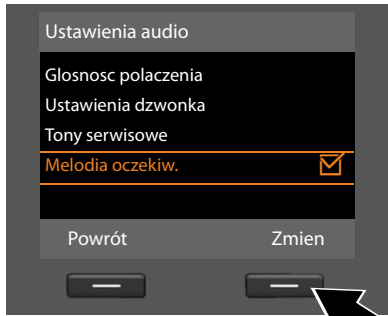 Ustawienia audio
Glosnosc polaczenia
Ustawienia dzwonka
Tony serwisowe
Melodia oczekiw.
Powrót Zmien